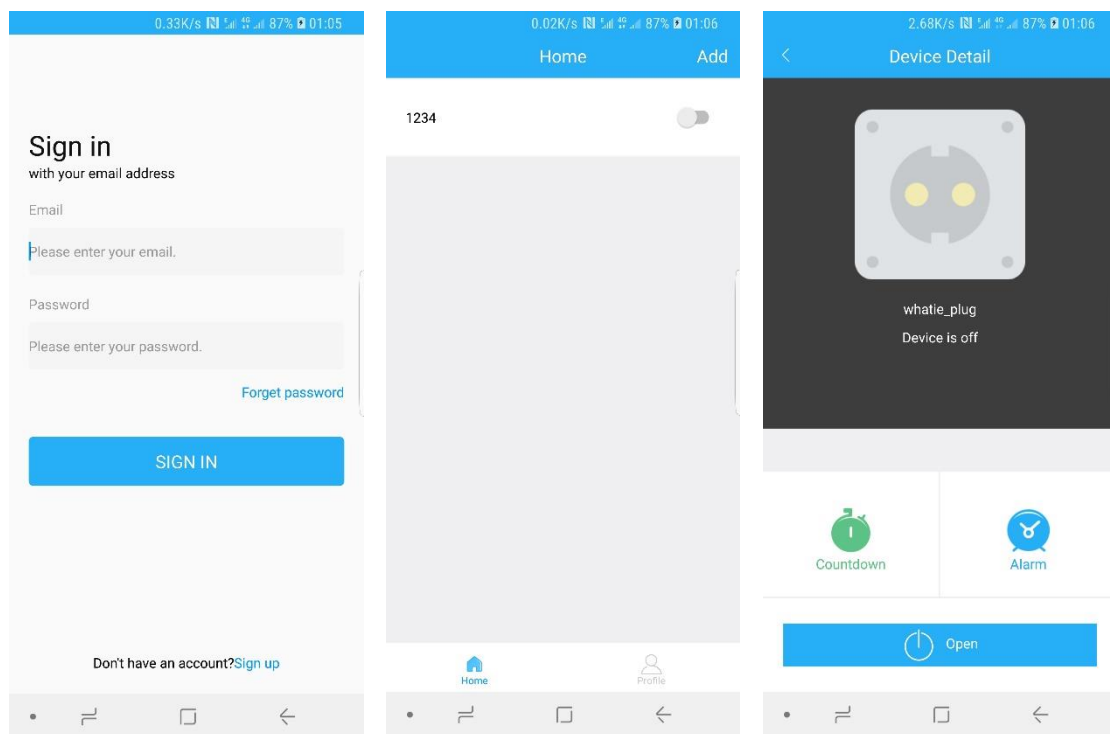 0.33K/s 87% 01:05
Sign in
with your email address
Email
Please enter your email.
Password
Please enter your password.
Forget password
SIGN IN
Don't have an account?Sign up
0.02K/s 87% 01:06
Home Add
1234
Home Profile
2.68K/s 87% 01:06
Device Detail
whatie_plug
Device is off
Countdown Alarm
Open